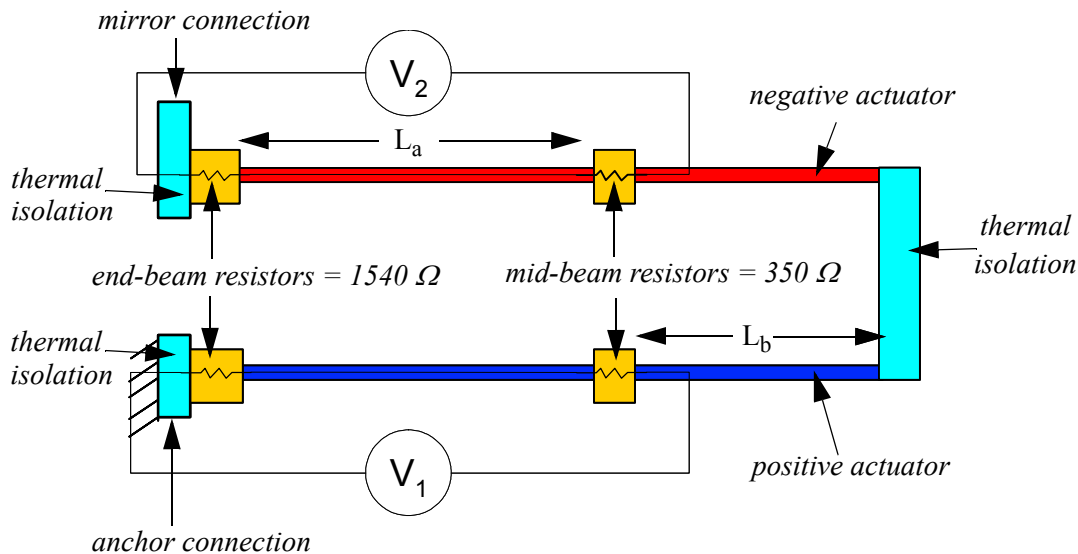 mirror connection
V2
negative actuator
La
thermal
isolation
thermal
isolation
end-beam resistors = 1540 Ω
mid-beam resistors = 350 Ω
thermal
isolation
Lb
V1
positive actuator
anchor connection